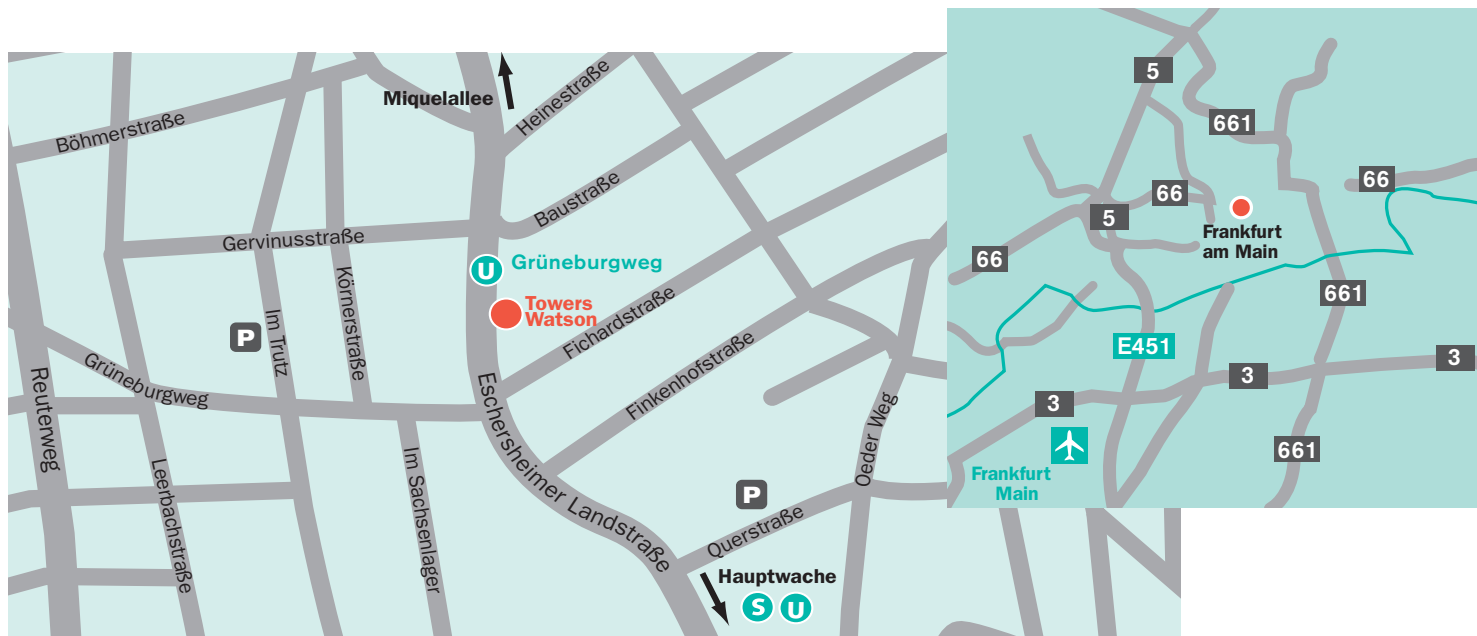 Miquelallee
Heinestraße
Böhmerstraße
Baustraße
Gervinusstraße
U
Grüneburgweg
Towers
Watson
Körnerstraße
Im Trutz
P
Fichardstraße
Finkenhofstraße
Grüneburgweg
Reuterweg
Leerbachstraße
Im Sachsenlager
Eschersheimer Landstraße
Oeder Weg
P
Querstraße
Hauptwache
S U
5
661
66
66
5
Frankfurt
am Main
66
661
E451
3
3
3
661
Frankfurt
Main